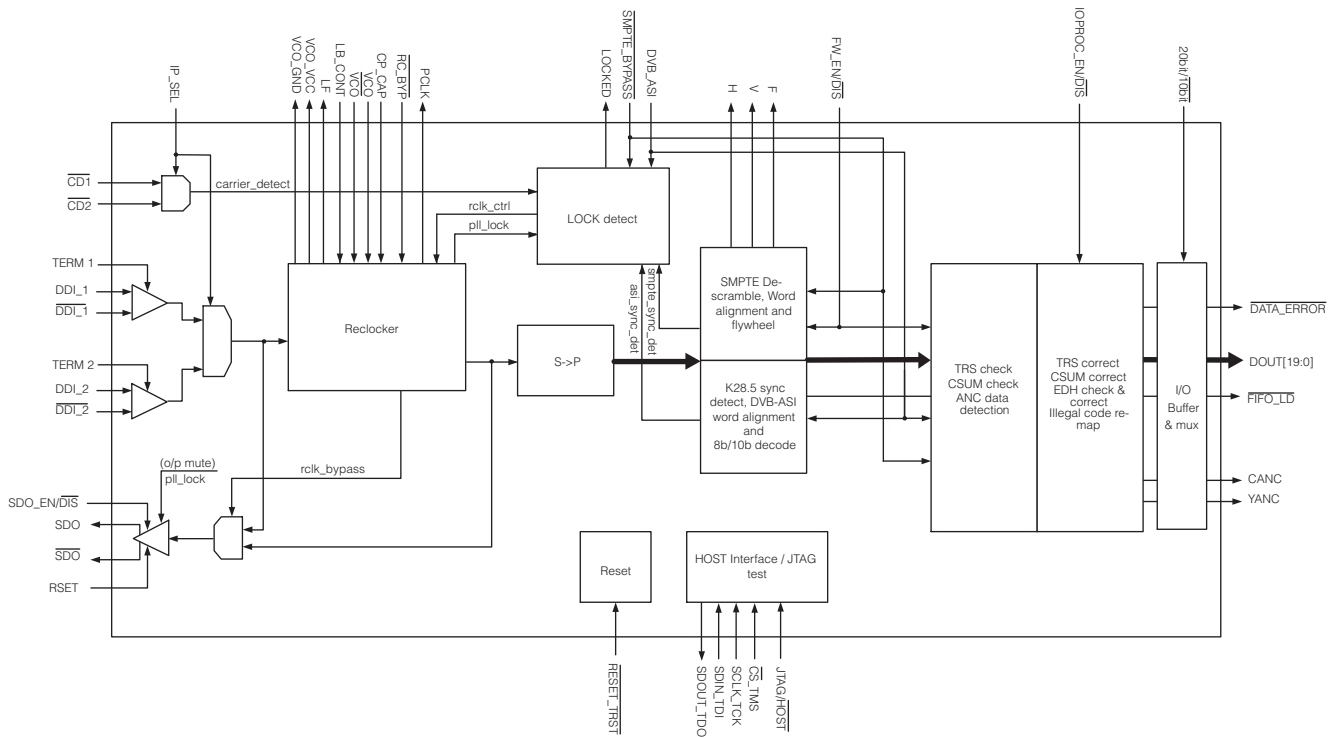 IP_SEL
VCO_GND
VCO_VCC
LF
LB_CONT
VCO
VCO
CP_CAP
RC_BYP
PCLK
LOCKED
SMPTE_BYPASS
DVB_ASI
H
V
F
FW_EN/DIS
IOPROC_EN/DIS
20bit/10bit
CD1
CD2
carrier_detect
rclk_ctrl
pll_lock
LOCK detect
TERM 1
DDI_1
DDI_1
TERM 2
DDI_2
DDI_2
Reclocker
S->P
asi_sync_det
smpte_sync_det
SMPTE De-
scramble, Word
alignment and
flywheel
K28.5 sync
detect, DVB-ASI
word alignment
and
8b/10b decode
TRS check
CSUM check
ANC data
detection
TRS correct
CSUM correct
EDH check &
correct
Illegal code re-
map
I/O
Buffer
& mux
DATA_ERROR
DOUT[19:0]
FIFO_LD
CANC
YANC
rclk_bypass
(o/p mute)
pll_lock
SDO_EN/DIS
SDO
SDO
RSET
Reset
HOST Interface / JTAG
test
RESET_TRST
SDOUT_TDO
SDIN_TDI
SCLK_TCK
CS_TMS
JTAG/HOST